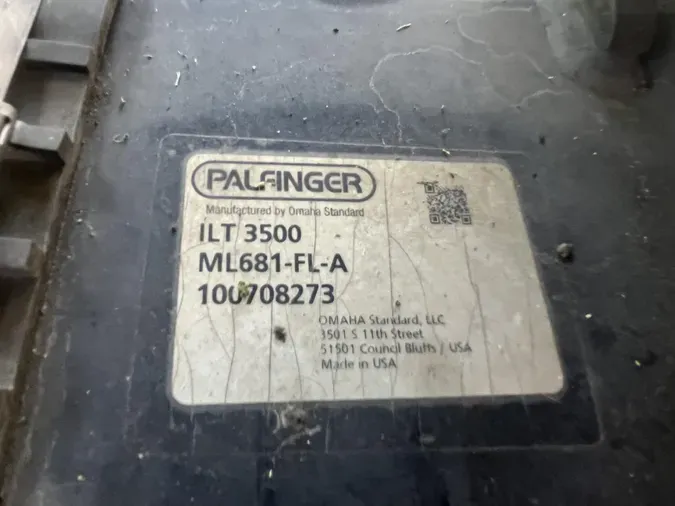 PALFINGER
Manufactured by Omaha Standard
ILT 3500
ML681-FL-A
100708273
OMAHA Standard, LLC
3501 S 11th Street
51501 Council Bluffs / USA
Made in USA